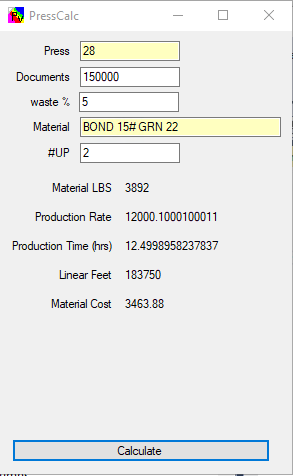 PressCalc
Press 28
Documents 150000
waste % 5
Material BOND 15# GRN 22
#UP 2
Material LBS 3892
Production Rate 12000.1000100011
Production Time (hrs) 12.4998958237837
Linear Feet 183750
Material Cost 3463.88
Calculate